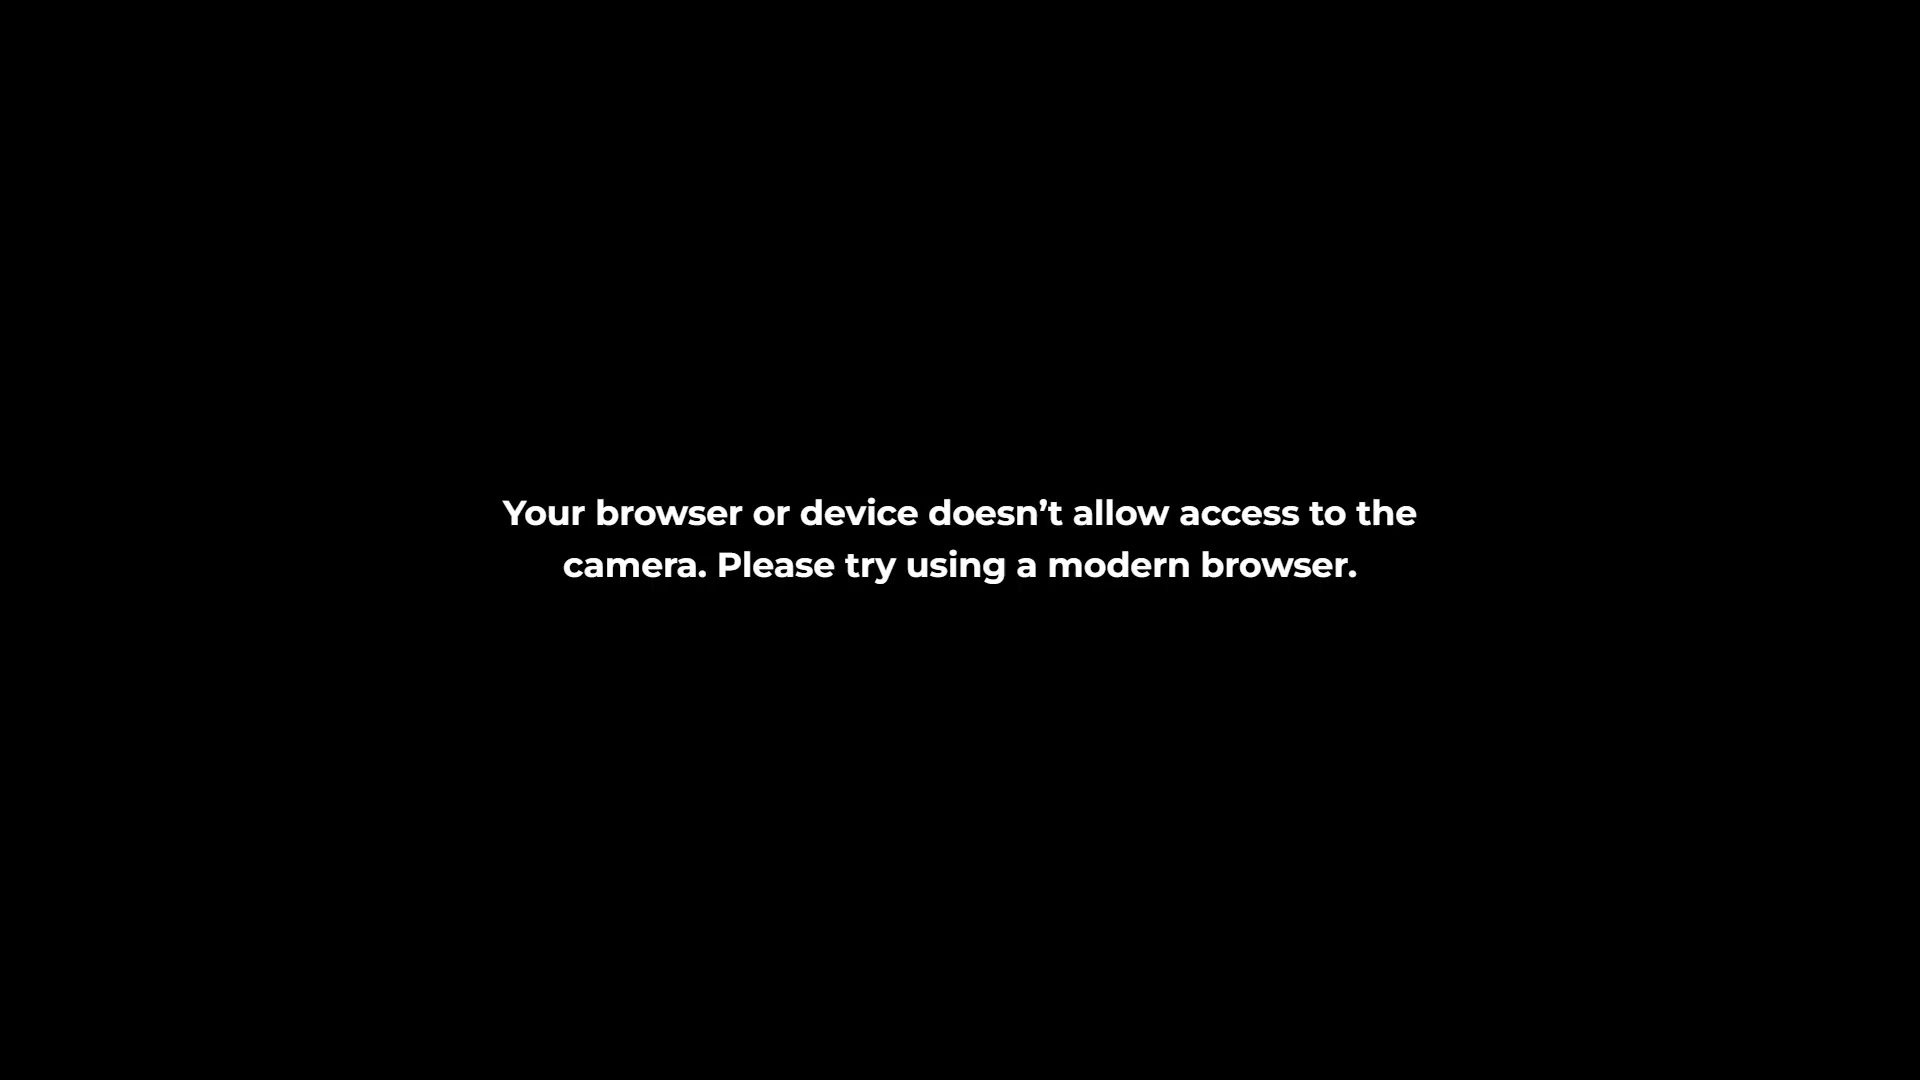 Your browser or device doesn’t allow access to the
camera. Please try using a modern browser.